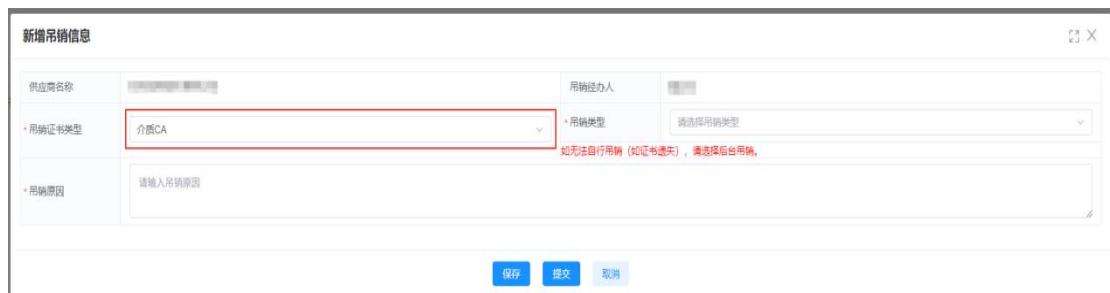 新增吊销信息
供应商名称
吊销经办人
* 吊销证书类型 介质CA
* 吊销类型 请选择吊销类型
如无法自行吊销（如证书遗失），请选择后台吊销。
* 吊销原因 请输入吊销原因
保存 提交 取消